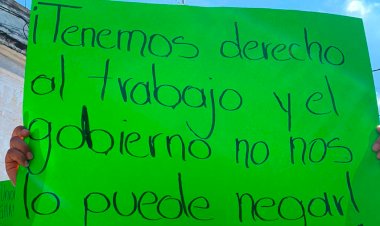 ¡Tenemos derecho
al trabajo y el
gobierno no nos
lo puede negar!